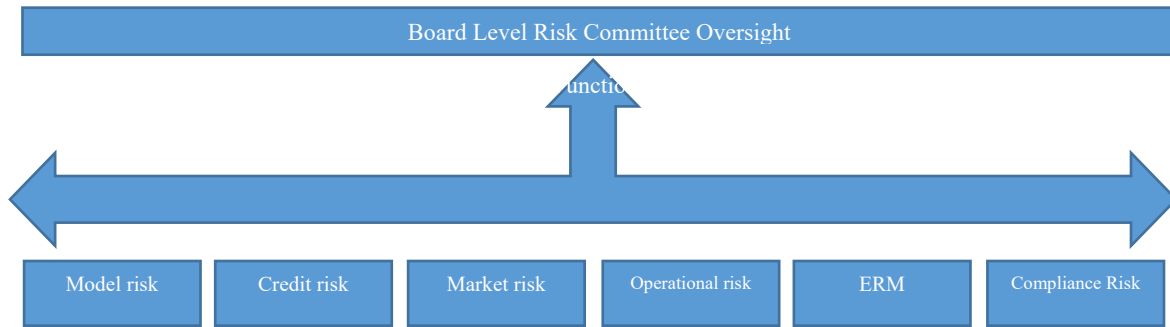 Board Level Risk Committee Oversight
Model risk
Credit risk
Market risk
Operational risk
ERM
Compliance Risk